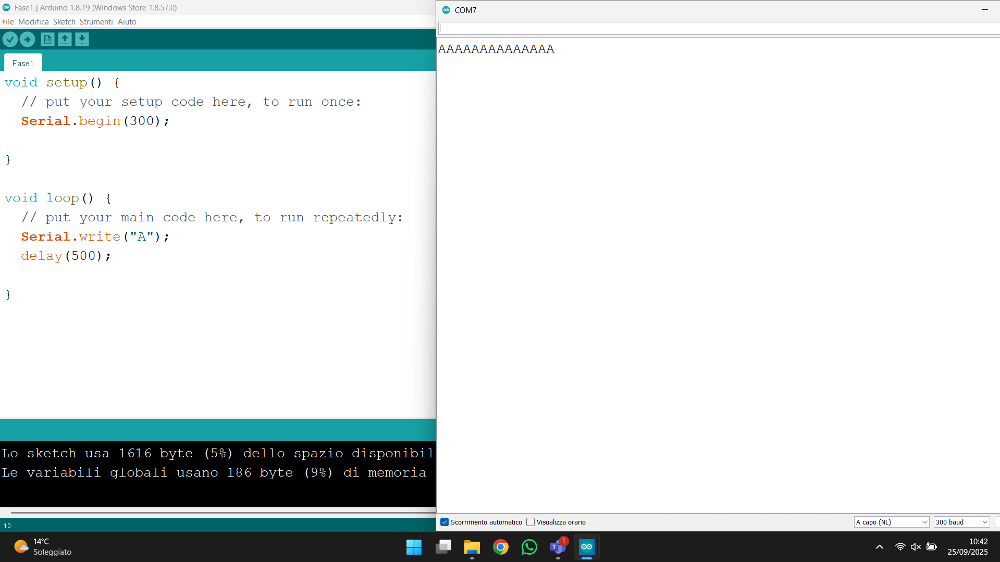 Fase1 | Arduino 1.8.19 (Windows Store 1.8.57.0)
File Modifica Sketch Strumenti Aiuto
Fase1
void setup() {
  // put your setup code here, to run once:
  Serial.begin(300);
}
void loop() {
  // put your main code here, to run repeatedly:
  Serial.write("A");
  delay(500);
}
Lo sketch usa 1616 byte (5%) dello spazio disponibil
Le variabili globali usano 186 byte (9%) di memoria
10
COM7
AAAAAAAAAAAAAA
Scorrimento automatico Visualizza orario
A capo (NL) 300 baud
14°C
Soleggiato
1
10:42
25/09/2025